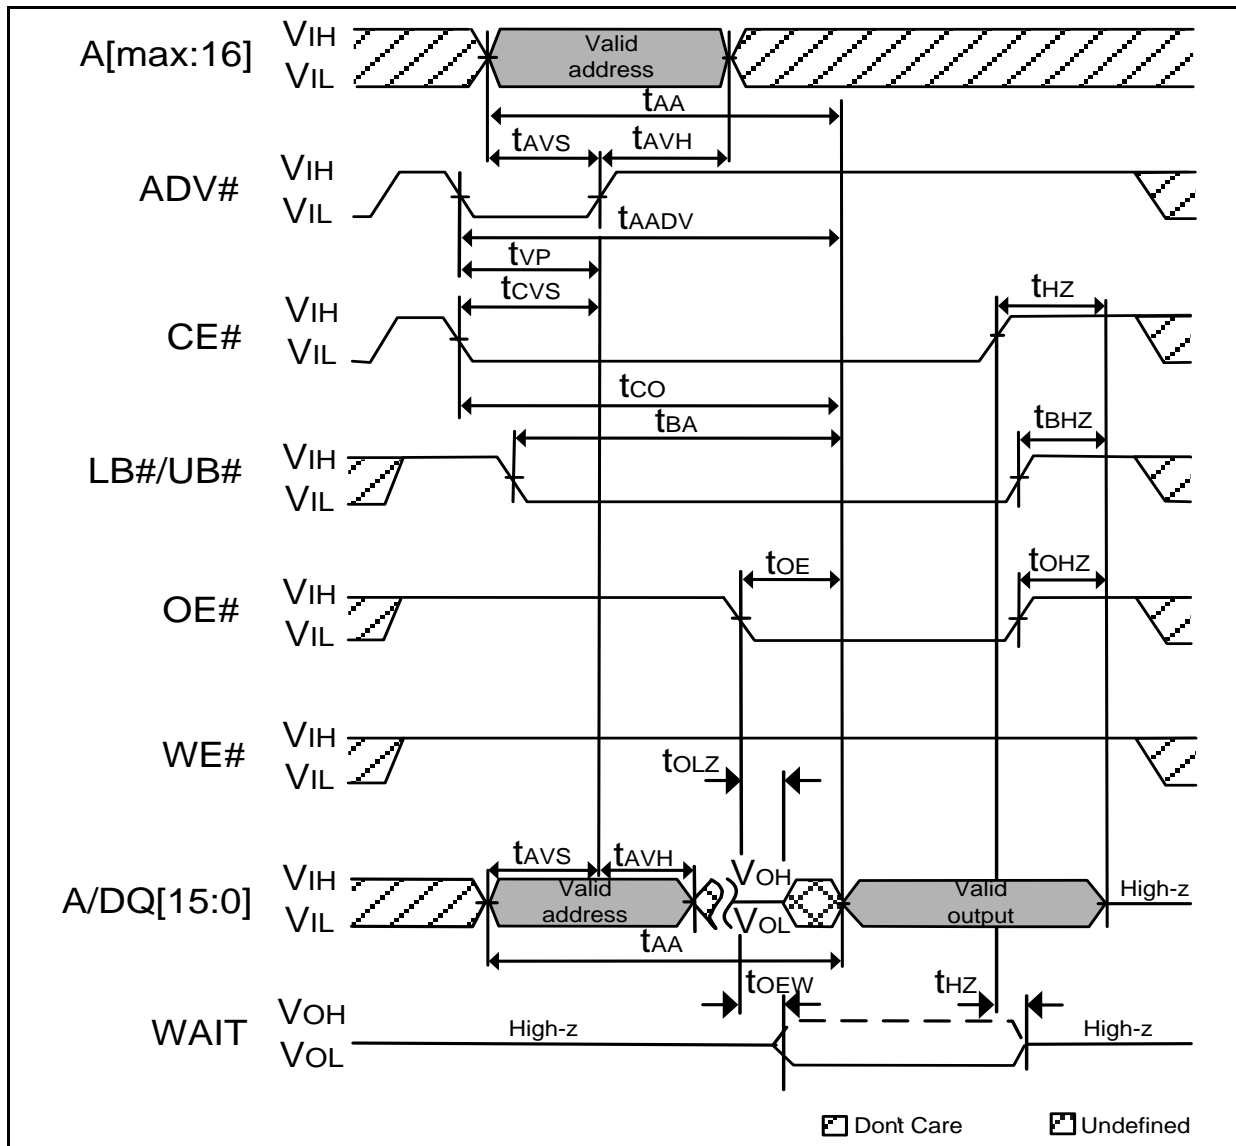 A[max:16] VIH VIL Valid address
tAA
tAVS tAVH
ADV# VIH VIL
tAADV
tVP
tCVS
CE# VIH VIL tHZ
tCO
tBA tBHZ
LB#/UB# VIH VIL
tOE tOHZ
OE# VIH VIL
WE# VIH VIL
tOLZ
tAVS tAVH
A/DQ[15:0] VIH VIL Valid address VOH VOL Valid output High-z
tAA
tOEW tHZ
WAIT VOH VOL High-z High-z
Dont Care Undefined